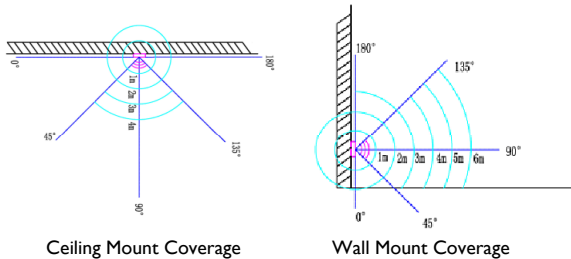 0°
180°
1m
2m
3m
4m
45°
135°
90°
Ceiling Mount Coverage
180°
135°
1m 2m 3m 4m 5m 6m
90°
45°
0°
Wall Mount Coverage